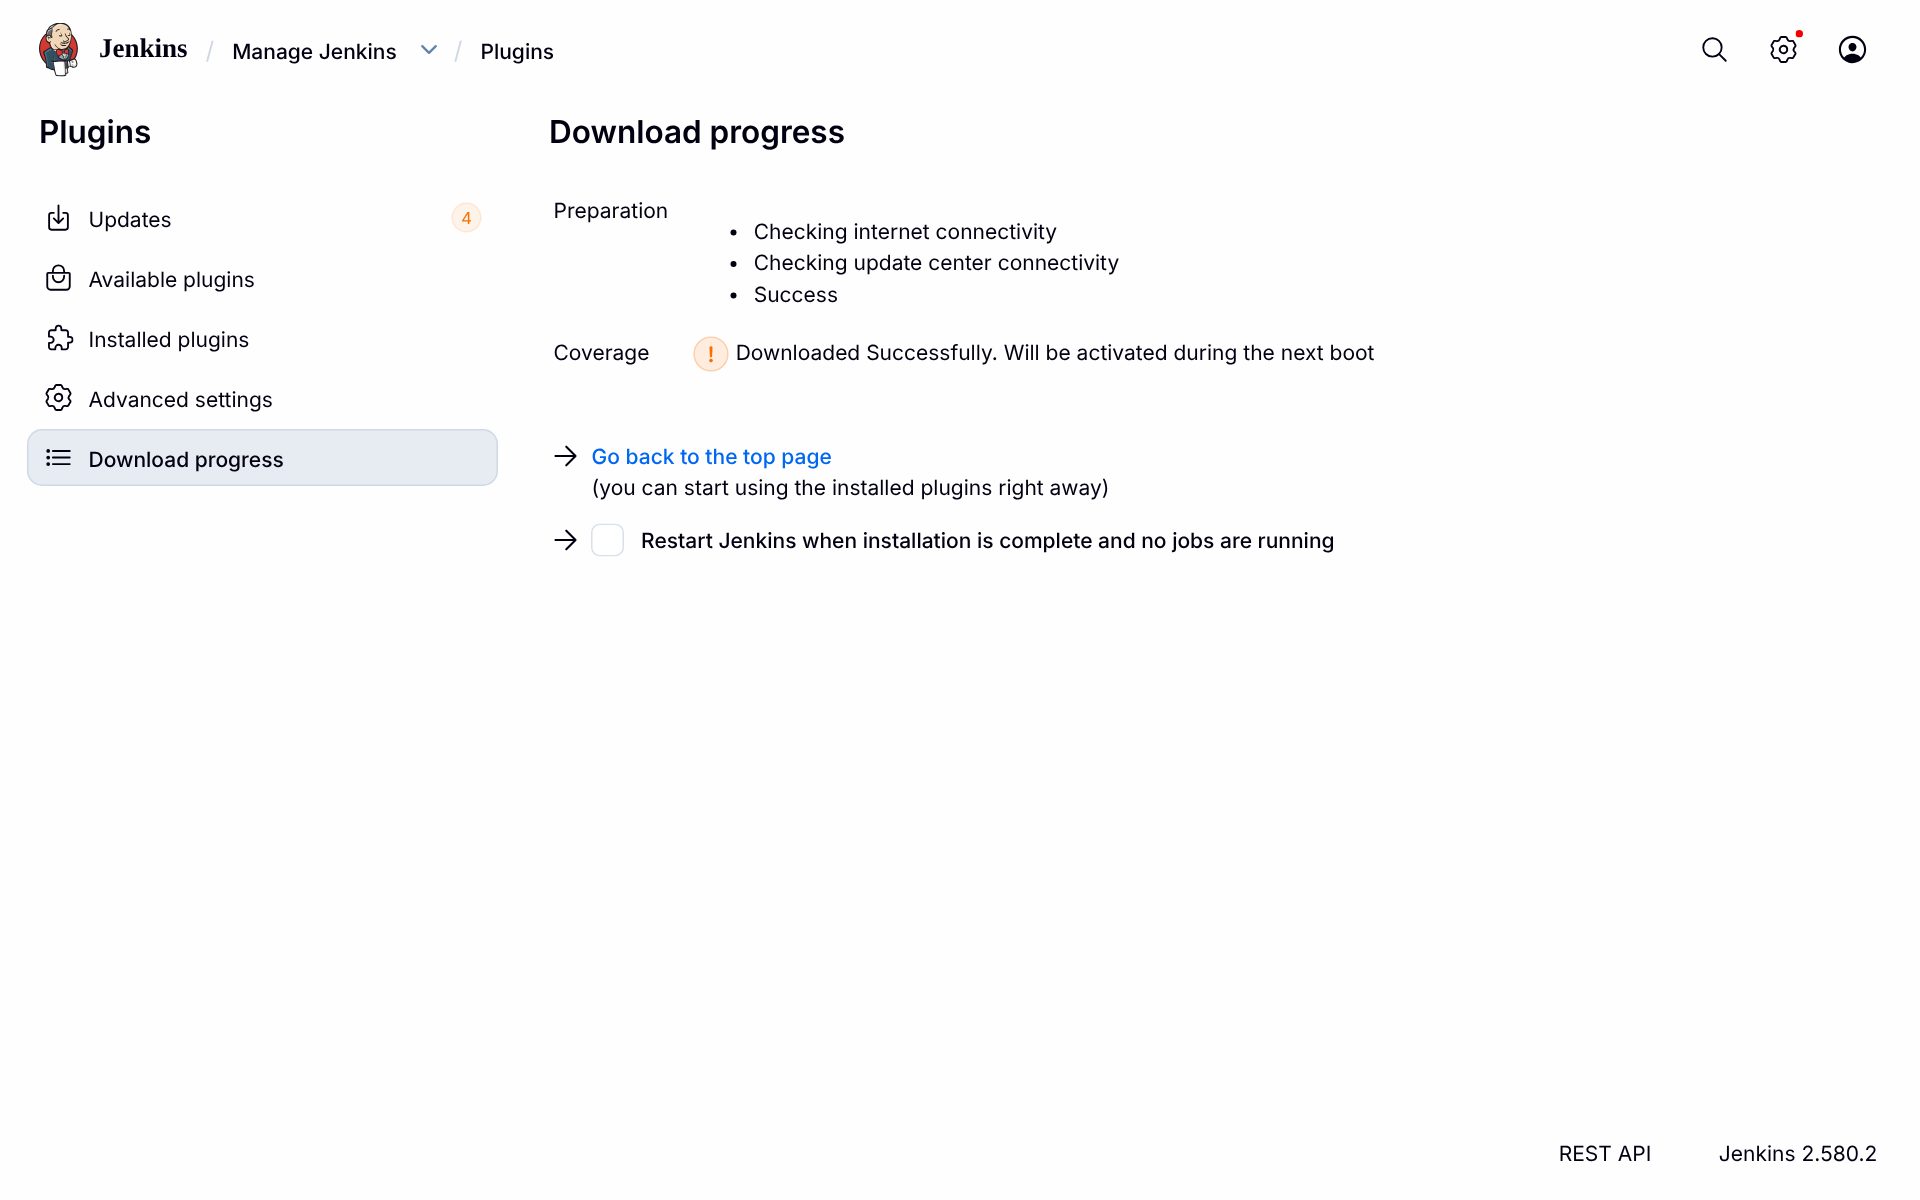 Jenkins / Manage Jenkins / Plugins
Plugins
Updates 4
Available plugins
Installed plugins
Advanced settings
Download progress
Download progress
Preparation
• Checking internet connectivity
• Checking update center connectivity
• Success
Coverage ! Downloaded Successfully. Will be activated during the next boot
→ Go back to the top page
(you can start using the installed plugins right away)
→ Restart Jenkins when installation is complete and no jobs are running
REST API Jenkins 2.580.2